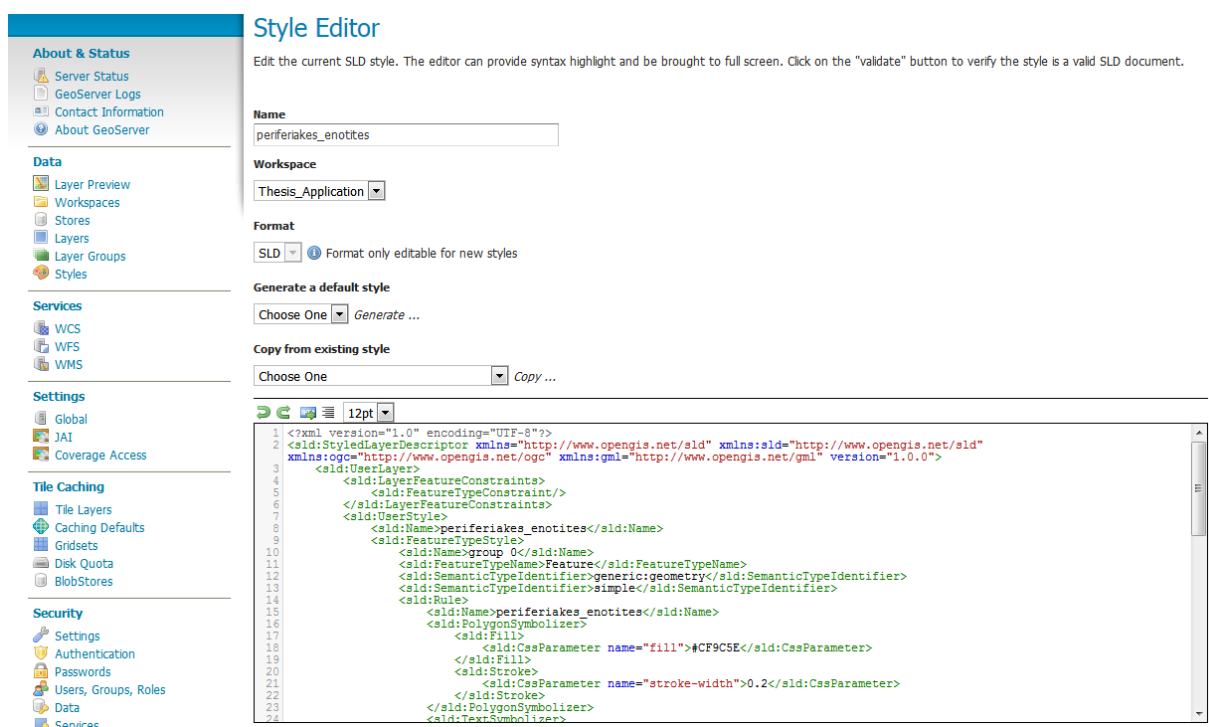 Style Editor
Edit the current SLD style. The editor can provide syntax highlight and be brought to full screen. Click on the "validate" button to verify the style is a valid SLD document.
About & Status
Server Status
GeoServer Logs
Contact Information
About GeoServer
Data
Layer Preview
Workspaces
Stores
Layers
Layer Groups
Styles
Services
WCS
WFS
WMS
Settings
Global
JAI
Coverage Access
Tile Caching
Tile Layers
Caching Defaults
Gridsets
Disk Quota
BlobStores
Security
Settings
Authentication
Passwords
Users, Groups, Roles
Data
Services
Name
periferiakes_enotites
Workspace
Thesis_Application
Format
SLD Format only editable for new styles
Generate a default style
Choose One Generate ...
Copy from existing style
Choose One Copy ...
12pt
1 <?xml version="1.0" encoding="UTF-8"?>
2 <sld:StyledLayerDescriptor xmlns="http://www.opengis.net/sld" xmlns:sld="http://www.opengis.net/sld"
xmlns:ogc="http://www.opengis.net/ogc" xmlns:gml="http://www.opengis.net/gml" version="1.0.0">
3 <sld:UserLayer>
4 <sld:LayerFeatureConstraints>
5 <sld:FeatureTypeConstraint/>
6 </sld:LayerFeatureConstraints>
7 <sld:UserStyle>
8 <sld:Name>periferiakes_enotites</sld:Name>
9 <sld:FeatureTypeStyle>
10 <sld:Name>group 0</sld:Name>
11 <sld:FeatureTypeName>Feature</sld:FeatureTypeName>
12 <sld:SemanticTypeIdentifier>generic:geometry</sld:SemanticTypeIdentifier>
13 <sld:SemanticTypeIdentifier>simple</sld:SemanticTypeIdentifier>
14 <sld:Rule>
15 <sld:Name>periferiakes_enotites</sld:Name>
16 <sld:PolygonSymbolizer>
17 <sld:Fill>
18 <sld:CssParameter name="fill">#CF9C5E</sld:CssParameter>
19 </sld:Fill>
20 <sld:Stroke>
21 <sld:CssParameter name="stroke-width">0.2</sld:CssParameter>
22 </sld:Stroke>
23 </sld:PolygonSymbolizer>
24 <sld:TextSymbolizer>